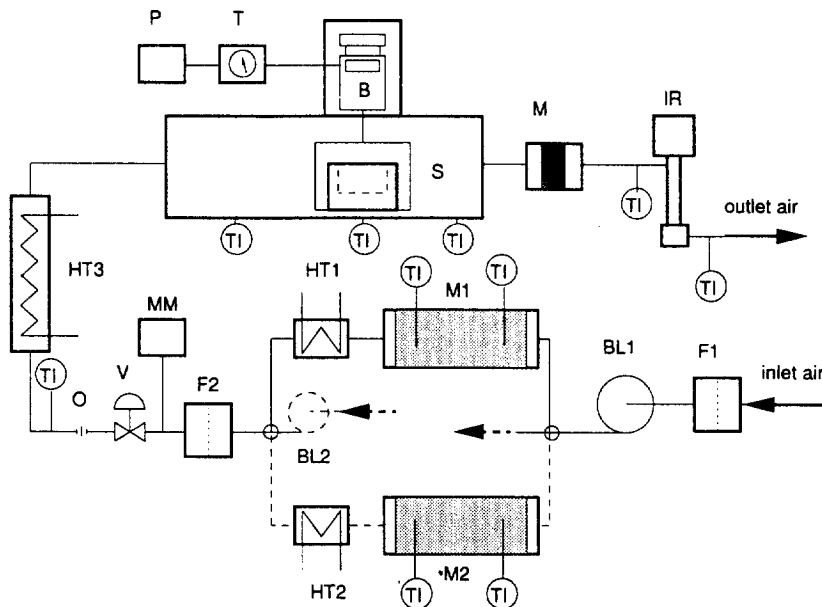 P
T
B
M
IR
S
TI
outlet air
TI
TI
TI
TI
HT3
HT1
M1
TI
TI
MM
BL1
F1
TI
O
V
F2
inlet air
BL2
HT2
M2
TI
TI